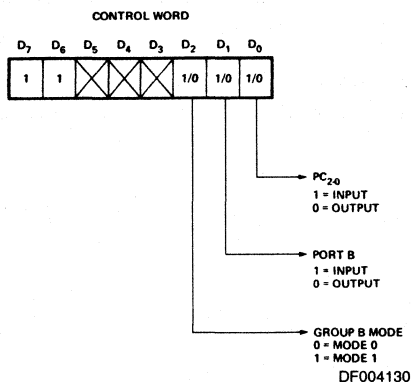 CONTROL WORD
D7 D6 D5 D4 D3 D2 D1 D0
1 1 1/0 1/0 1/0
PC2-0
1 = INPUT
0 = OUTPUT
PORT B
1 = INPUT
0 = OUTPUT
GROUP B MODE
0 = MODE 0
1 = MODE 1
DF004130